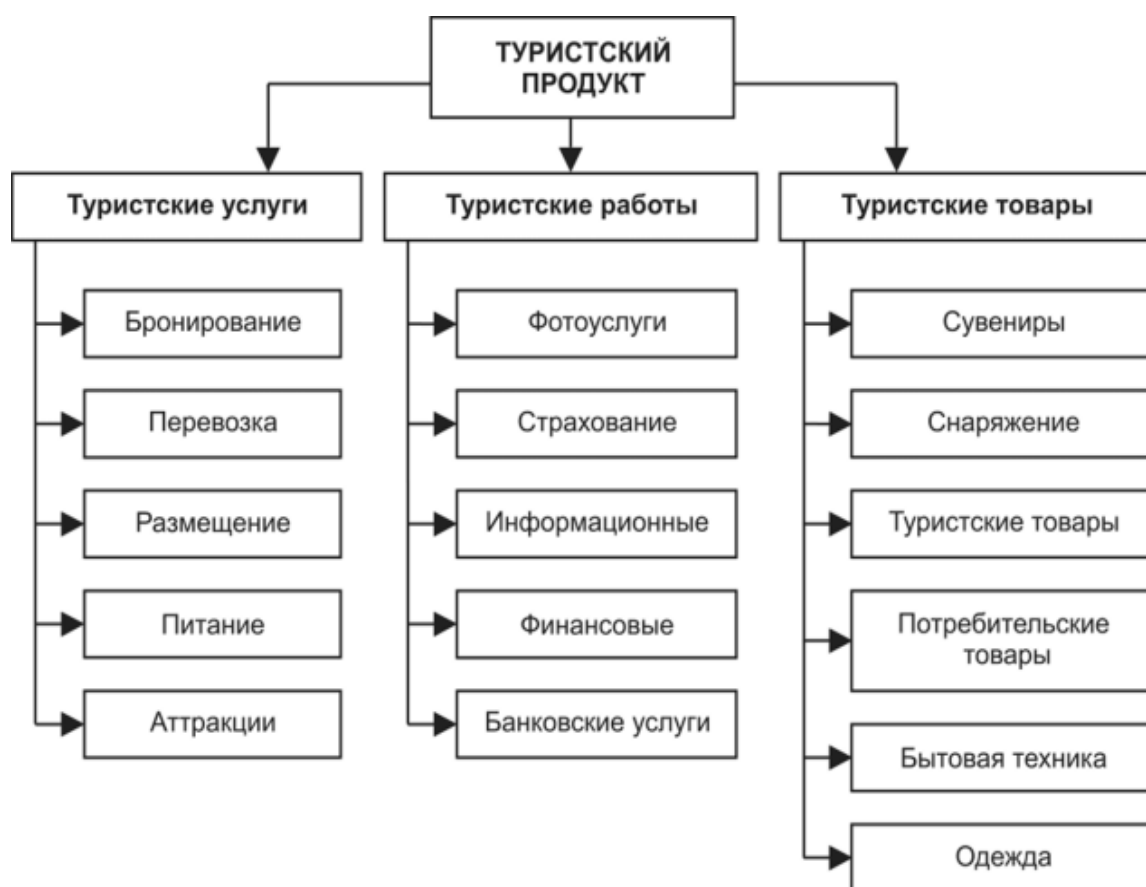 ТУРИСТСКИЙ
ПРОДУКТ
Туристские услуги
Туристские работы
Туристские товары
Бронирование
Фотоуслуги
Сувениры
Перевозка
Страхование
Снаряжение
Размещение
Информационные
Туристские товары
Питание
Финансовые
Потребительские
товары
Аттракции
Банковские услуги
Бытовая техника
Одежда